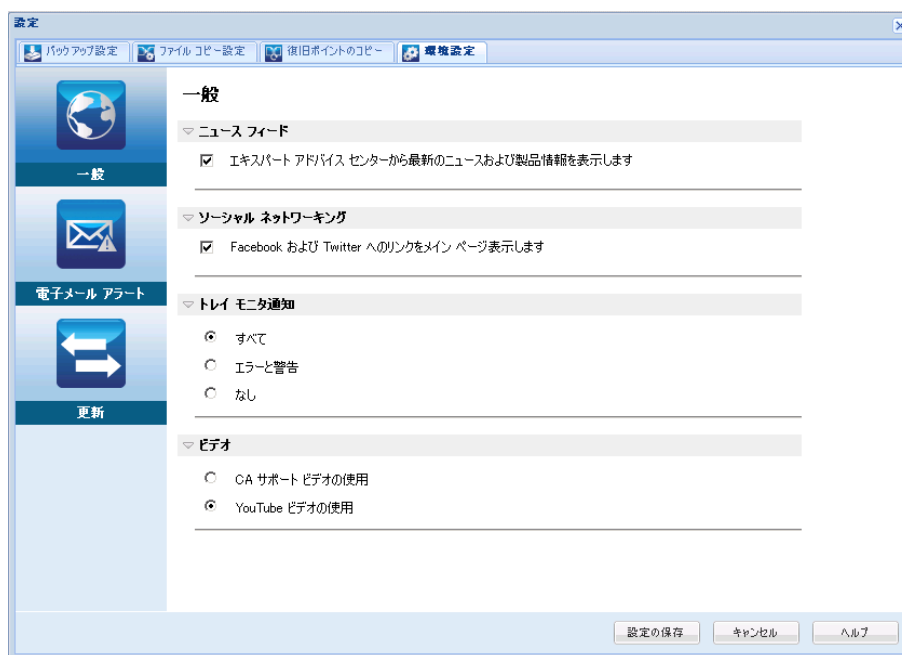 設定
バックアップ設定
ファイル コピー設定
復旧ポイントのコピー
環境設定
一般
電子メール アラート
更新
一般
ニュース フィード
エキスパート アドバイス センターから最新のニュースおよび製品情報を表示します
ソーシャル ネットワーキング
Facebook および Twitter へのリンクをメイン ページ表示します
トレイ モニタ通知
すべて
エラーと警告
なし
ビデオ
CA サポート ビデオの使用
YouTube ビデオの使用
設定の保存
キャンセル
ヘルプ